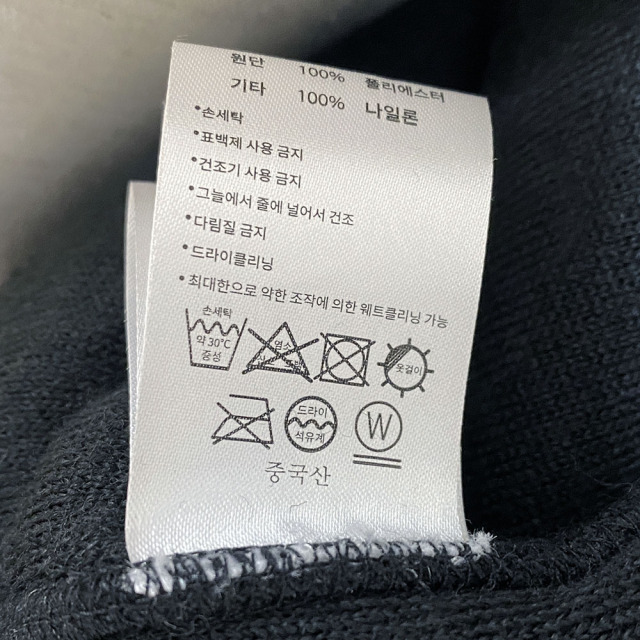 원단 100% 폴리에스터
기타 100% 나일론
•손세탁
•표백제 사용 금지
•건조기 사용 금지
•그늘에서 줄에 널어서 건조
•다림질 금지
•드라이클리닝
•최대한으로 약한 조작에 의한 웨트클리닝 가능
손세탁
약 30℃
중성
염소
옷걸이
드라이
석유계
W
중국산